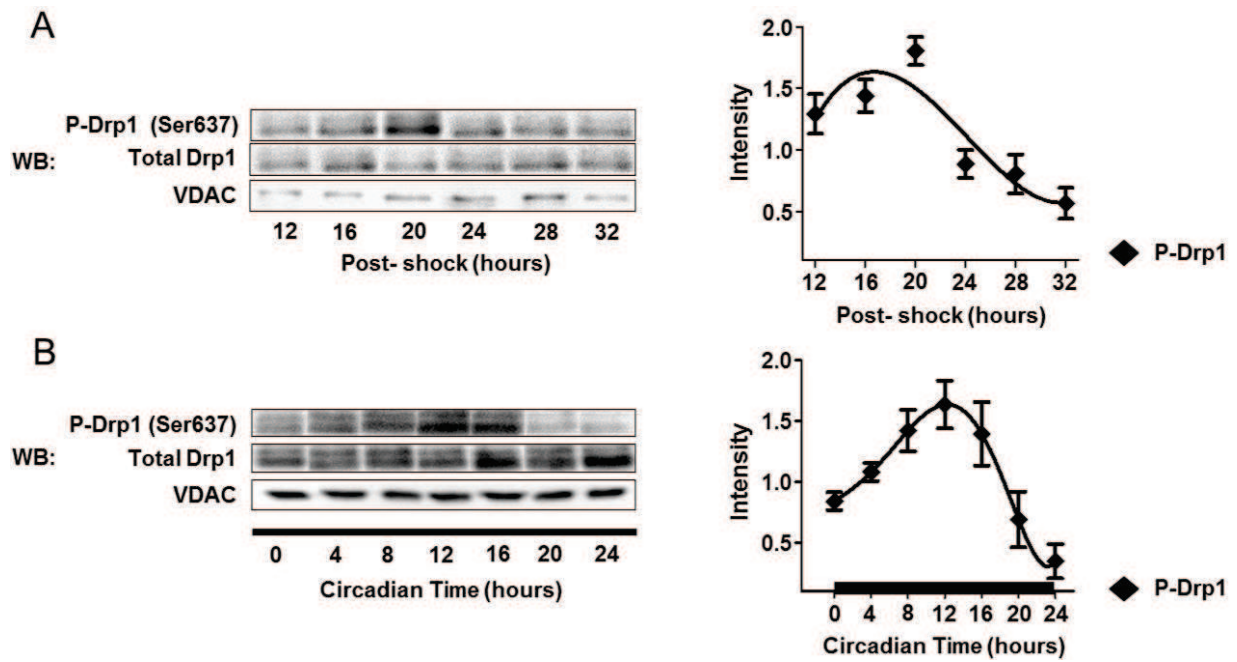 A
P-Drp1 (Ser637)
WB:
Total Drp1
VDAC
12 16 20 24 28 32
Post- shock (hours)
2.0
1.5
1.0
0.5
Intensity
12 16 20 24 28 32
Post- shock (hours)
P-Drp1
B
P-Drp1 (Ser637)
WB:
Total Drp1
VDAC
0 4 8 12 16 20 24
Circadian Time (hours)
2.0
1.5
1.0
0.5
Intensity
0 4 8 12 16 20 24
Circadian Time (hours)
P-Drp1